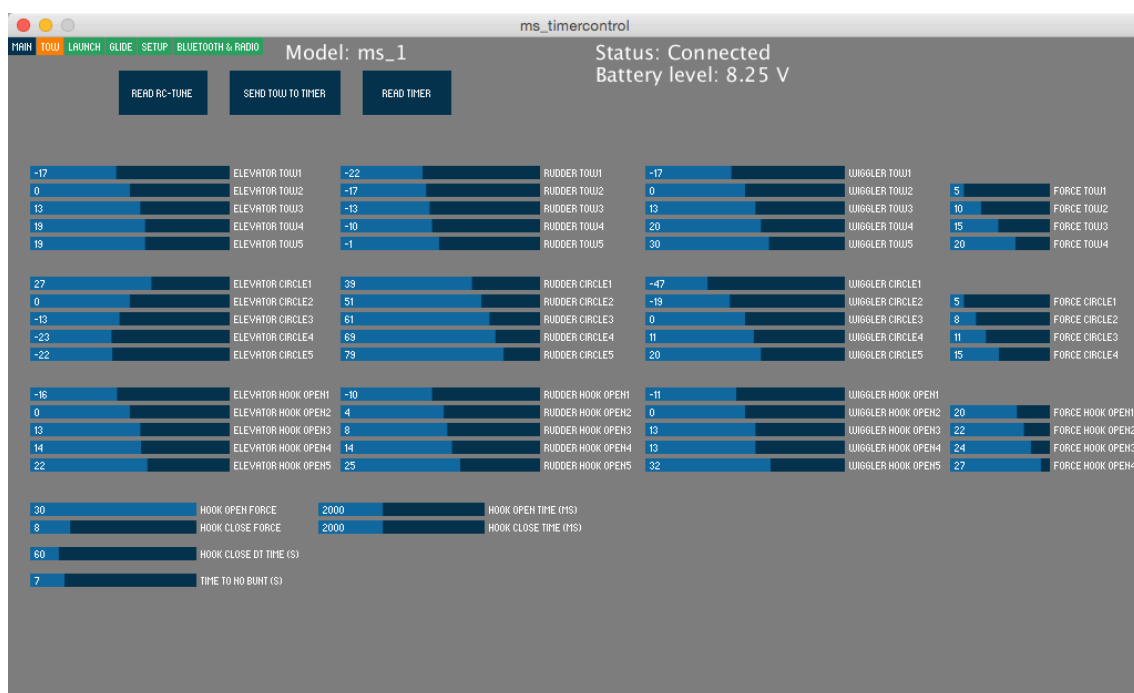 ms_timercontrol
MAIN TOW LAUNCH GLIDE SETUP BLUETOOTH & RADIO
Model: ms_1
Status: Connected
Battery level: 8.25 V
READ RC-TUNE SEND TOW TO TIMER READ TIMER
-17 ELEVATOR TOW1 -22 RUDDER TOW1 -17 WIGGLER TOW1
0 ELEVATOR TOW2 -17 RUDDER TOW2 0 WIGGLER TOW2 5 FORCE TOW1
13 ELEVATOR TOW3 -13 RUDDER TOW3 13 WIGGLER TOW3 10 FORCE TOW2
19 ELEVATOR TOW4 -10 RUDDER TOW4 20 WIGGLER TOW4 15 FORCE TOW3
19 ELEVATOR TOW5 -1 RUDDER TOW5 30 WIGGLER TOW5 20 FORCE TOW4
27 ELEVATOR CIRCLE1 39 RUDDER CIRCLE1 -47 WIGGLER CIRCLE1
0 ELEVATOR CIRCLE2 51 RUDDER CIRCLE2 -19 WIGGLER CIRCLE2 5 FORCE CIRCLE1
-13 ELEVATOR CIRCLE3 61 RUDDER CIRCLE3 0 WIGGLER CIRCLE3 8 FORCE CIRCLE2
-23 ELEVATOR CIRCLE4 69 RUDDER CIRCLE4 11 WIGGLER CIRCLE4 11 FORCE CIRCLE3
-22 ELEVATOR CIRCLE5 79 RUDDER CIRCLE5 20 WIGGLER CIRCLE5 15 FORCE CIRCLE4
-16 ELEVATOR HOOK OPEN1 -10 RUDDER HOOK OPEN1 -11 WIGGLER HOOK OPEN1
0 ELEVATOR HOOK OPEN2 4 RUDDER HOOK OPEN2 0 WIGGLER HOOK OPEN2 20 FORCE HOOK OPEN1
13 ELEVATOR HOOK OPEN3 8 RUDDER HOOK OPEN3 13 WIGGLER HOOK OPEN3 22 FORCE HOOK OPEN2
14 ELEVATOR HOOK OPEN4 14 RUDDER HOOK OPEN4 13 WIGGLER HOOK OPEN4 24 FORCE HOOK OPEN3
22 ELEVATOR HOOK OPEN5 25 RUDDER HOOK OPEN5 32 WIGGLER HOOK OPEN5 27 FORCE HOOK OPEN4
30 HOOK OPEN FORCE 2000 HOOK OPEN TIME (MS)
8 HOOK CLOSE FORCE 2000 HOOK CLOSE TIME (MS)
60 HOOK CLOSE DT TIME (S)
7 TIME TO NO BUNT (S)